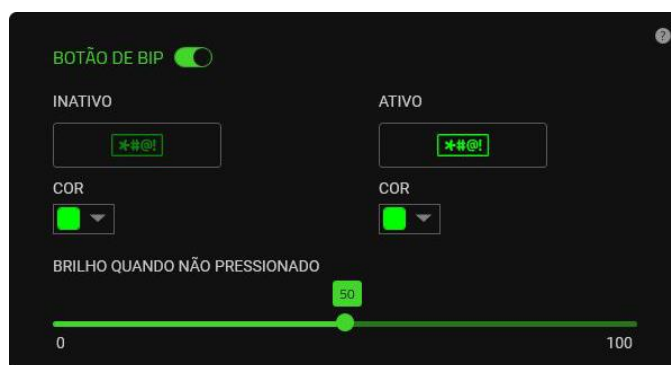 BOTÃO DE BIP
?
INATIVO
ATIVO
*#@!
*#@!
COR
COR
BRILHO QUANDO NÃO PRESSIONADO
50
0
100